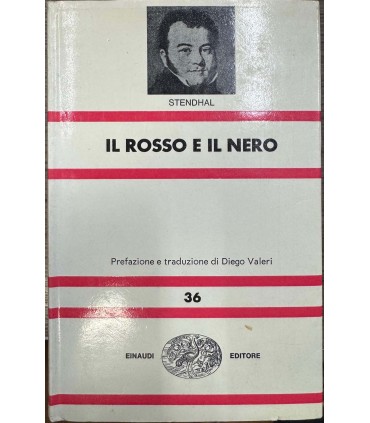 STENDHAL
IL ROSSO E IL NERO
Prefazione e traduzione di Diego Valeri
36
EINAUDI EDITORE